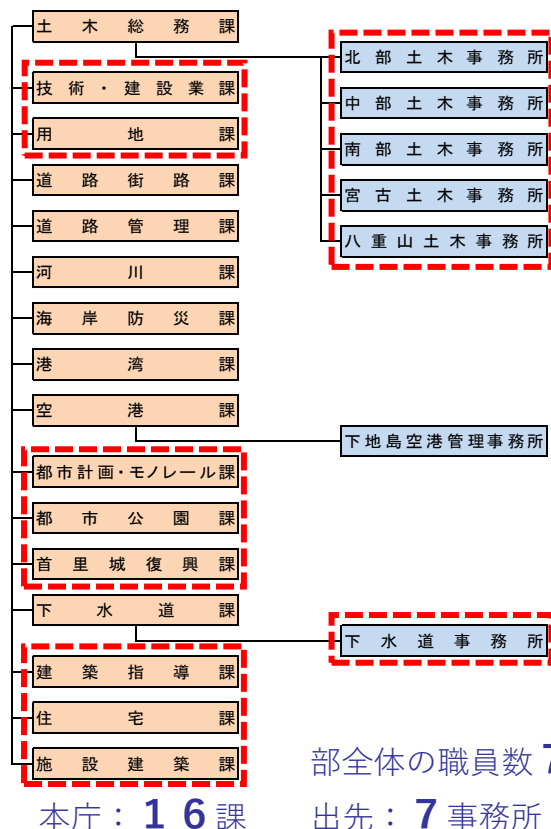 土木総務課
技術・建設業課
用地課
道路街路課
道路管理課
河川課
海岸防災課
港湾課
空港課
都市計画・モノレール課
都市公園課
首里城復興課
下水道課
建築指導課
住宅課
施設建築課
北部土木事務所
中部土木事務所
南部土木事務所
宮古土木事務所
八重山土木事務所
下地島空港管理事務所
下水道事務所
部全体の職員数
本庁：１６課
出先：７事務所